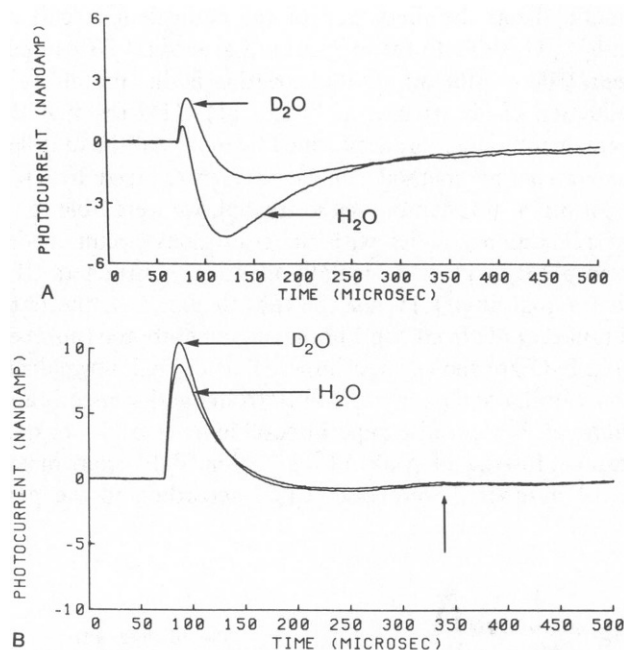 PHOTOCURRENT (NANOAMP)
6
3
0
-3
-6
D₂O
H₂O
0 50 100 150 200 250 300 350 400 450 500
TIME (MICROSEC)
A
PHOTOCURRENT (NANOAMP)
10
5
0
-5
-10
D₂O
H₂O
0 50 100 150 200 250 300 350 400 450 500
TIME (MICROSEC)
B